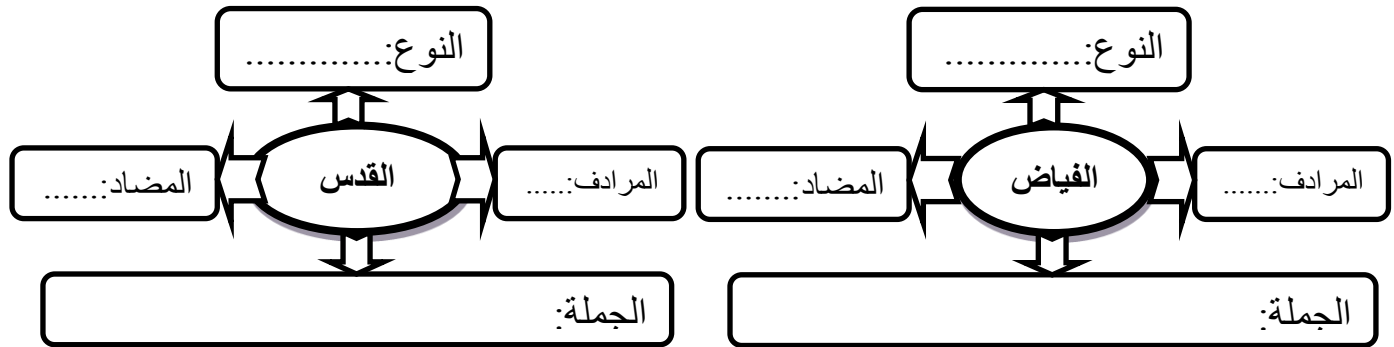 النوع:.............
النوع:.............
المرادف:......
الفياض
المضاد:........
المرادف:.....
القدس
المضاد:.......
الجملة:
الجملة: